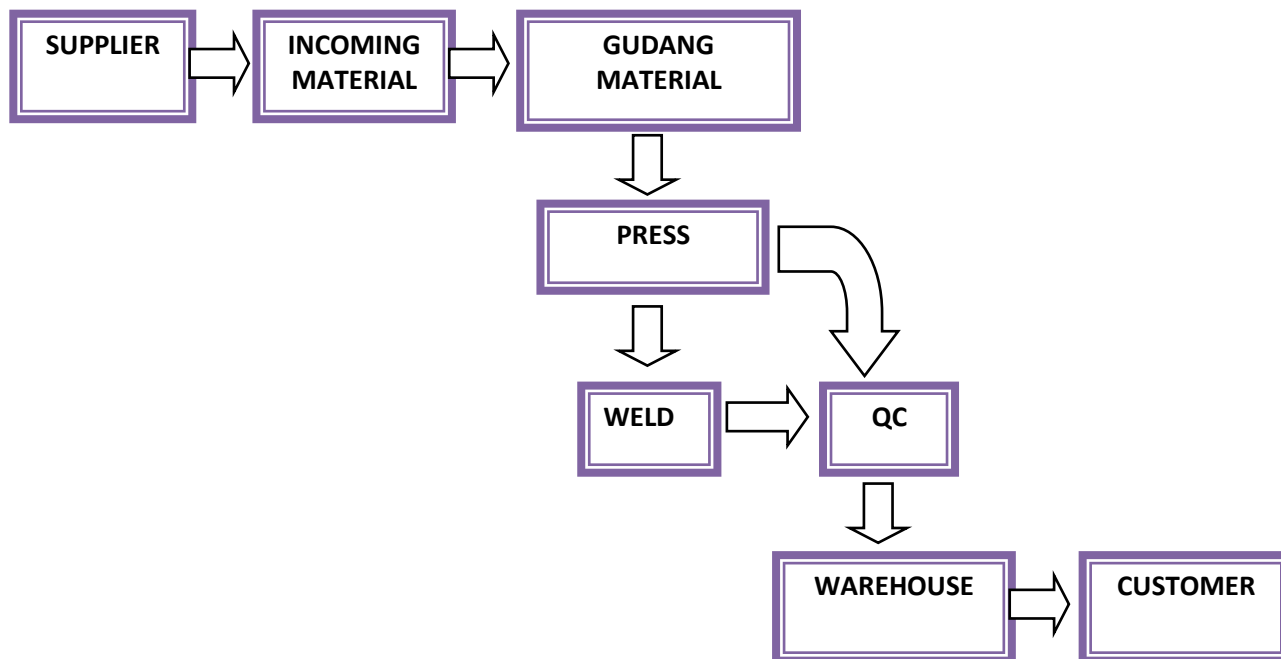 SUPPLIER
INCOMING
MATERIAL
GUDANG
MATERIAL
PRESS
WELD
QC
WAREHOUSE
CUSTOMER